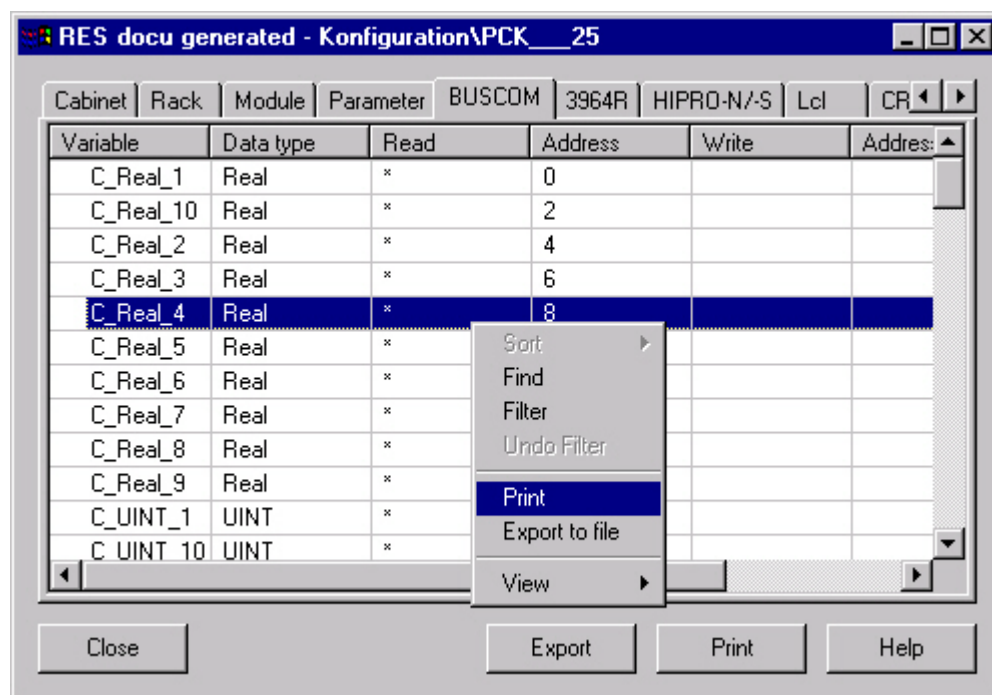 RES docu generated - Konfiguration\PCK___25
Cabinet Rack Module Parameter BUSCOM 3964R HIPRO-N/-S Lcl CR
Variable Data type Read Address Write Addres
C_Real_1 Real * 0
C_Real_10 Real * 2
C_Real_2 Real * 4
C_Real_3 Real * 6
C_Real_4 Real * 8
C_Real_5 Real *
C_Real_6 Real *
C_Real_7 Real *
C_Real_8 Real *
C_Real_9 Real *
C_UINT_1 UINT *
C_UINT_10 UINT *
Sort
Find
Filter
Undo Filter
Print
Export to file
View
Close Export Print Help